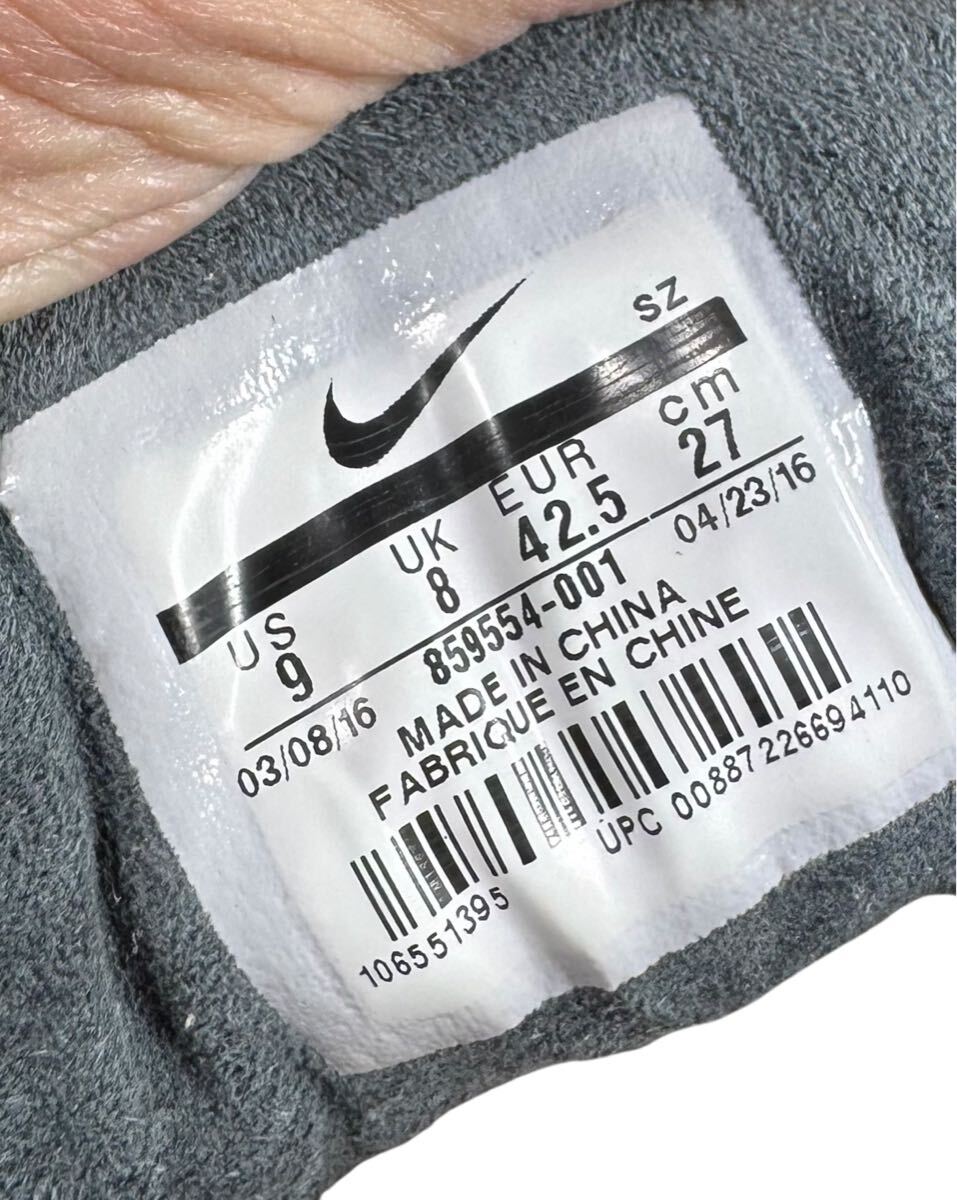 SZ
US UK EUR cm
9 8 42.5 27
03/08/16 859554-001 04/23/16
MADE IN CHINA
FABRIQUE EN CHINE
106551395 UPC 00887226694110